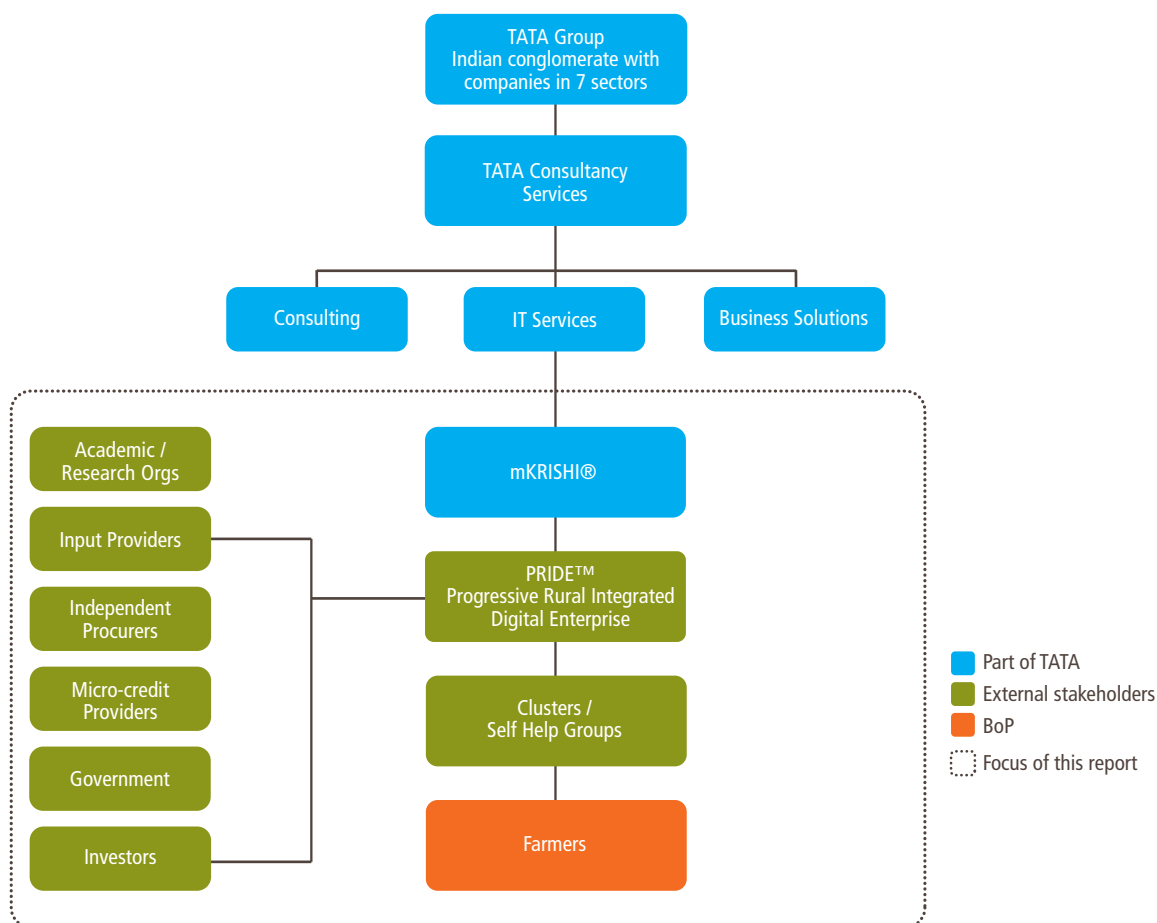 TATA Group
Indian conglomerate with
companies in 7 sectors
TATA Consultancy
Services
Consulting
IT Services
Business Solutions
Academic /
Research Orgs
Input Providers
Independent
Procurers
Micro-credit
Providers
Government
Investors
mKRISHI®
PRIDE™
Progressive Rural Integrated
Digital Enterprise
Clusters /
Self Help Groups
Farmers
Part of TATA
External stakeholders
BoP
Focus of this report